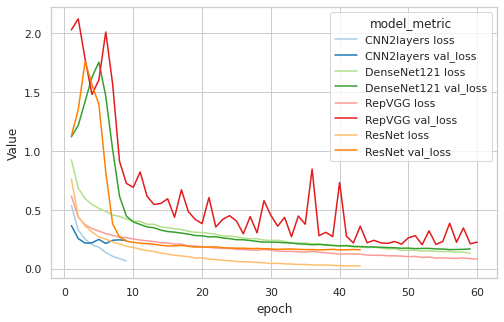 model_metric
CNN2layers loss
CNN2layers val_loss
DenseNet121 loss
DenseNet121 val_loss
RepVGG loss
RepVGG val_loss
ResNet loss
ResNet val_loss
Value
2.0
1.5
1.0
0.5
0.0
0 10 20 30 40 50 60
epoch